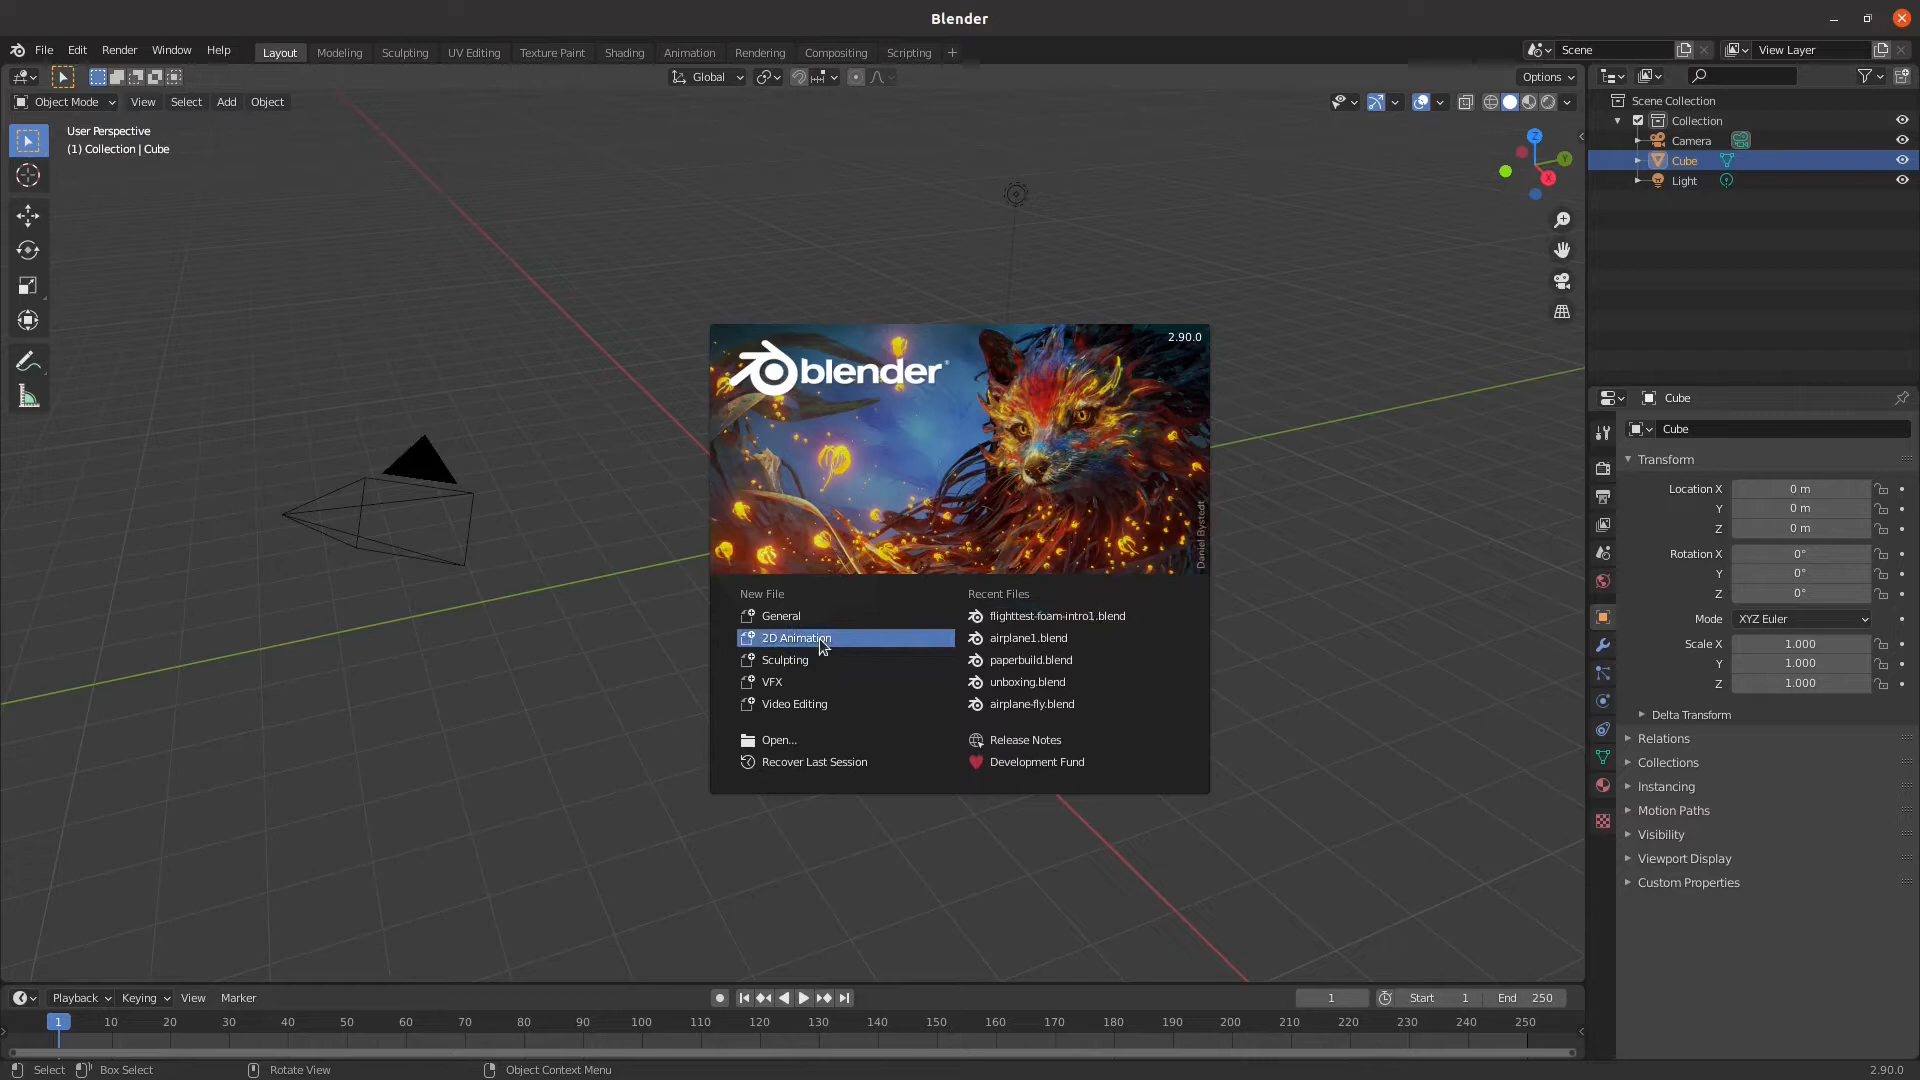 Blender
File Edit Render Window Help Layout Modeling Sculpting UV Editing Texture Paint Shading Animation Rendering Compositing Scripting + Scene View Layer
Global Options
Object Mode View Select Add Object
User Perspective
(1) Collection | Cube
Z
Y
X
Scene Collection
Collection
Camera
Cube
Light
2.90.0
blender
Daniel Bystedt
New File
General
2D Animation
Sculpting
VFX
Video Editing
Open...
Recover Last Session
Recent Files
flighttest-foam-intro1.blend
airplane1.blend
paperbuild.blend
unboxing.blend
airplane-fly.blend
Release Notes
Development Fund
Cube
Cube
Transform
Location X 0 m
Y 0 m
Z 0 m
Rotation X 0°
Y 0°
Z 0°
Mode XYZ Euler
Scale X 1.000
Y 1.000
Z 1.000
Delta Transform
Relations
Collections
Instancing
Motion Paths
Visibility
Viewport Display
Custom Properties
Playback Keying View Marker 1 Start 1 End 250
1 10 20 30 40 50 60 70 80 90 100 110 120 130 140 150 160 170 180 190 200 210 220 230 240 250
Select Box Select Rotate View Object Context Menu 2.90.0